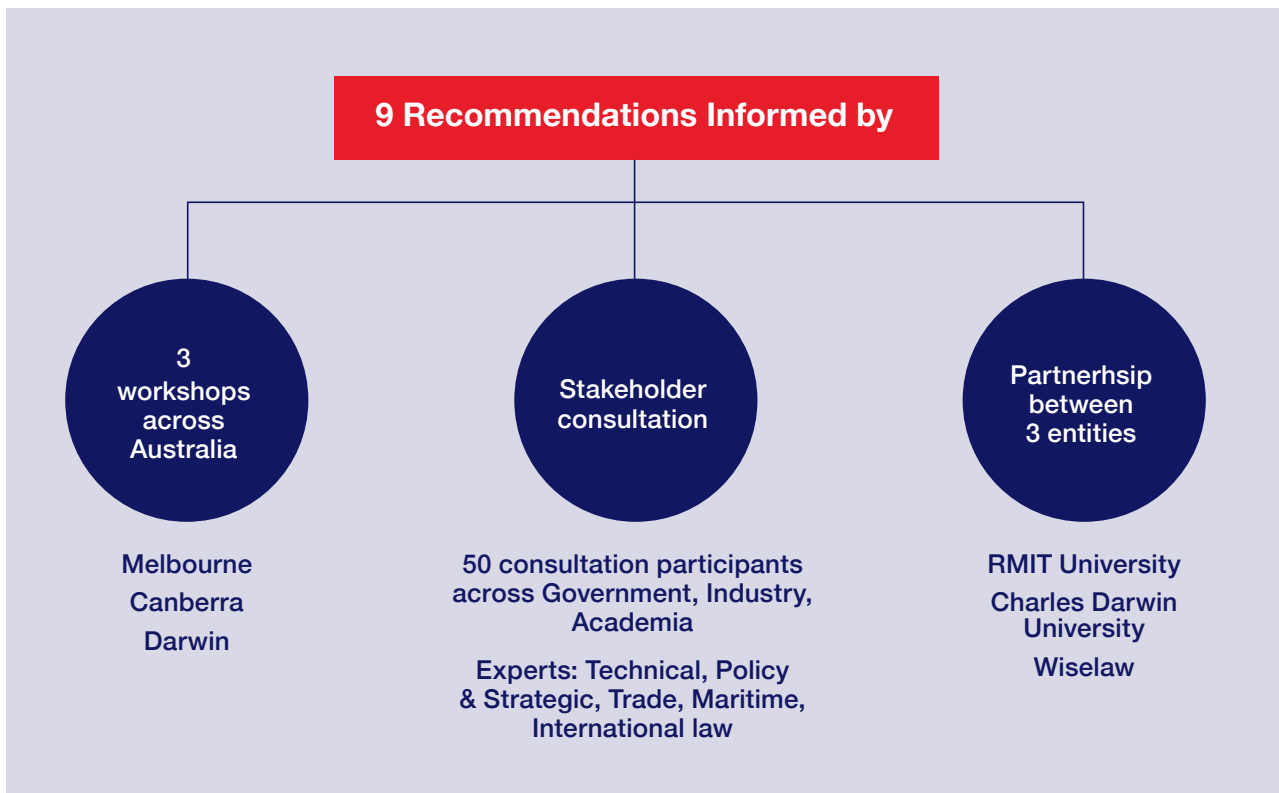 9 Recommendations Informed by
3
workshops
across
Australia
Melbourne
Canberra
Darwin
Stakeholder
consultation
50 consultation participants
across Government, Industry,
Academia
Experts: Technical, Policy
& Strategic, Trade, Maritime,
International law
Partnerhsip
between
3 entities
RMIT University
Charles Darwin
University
Wiselaw